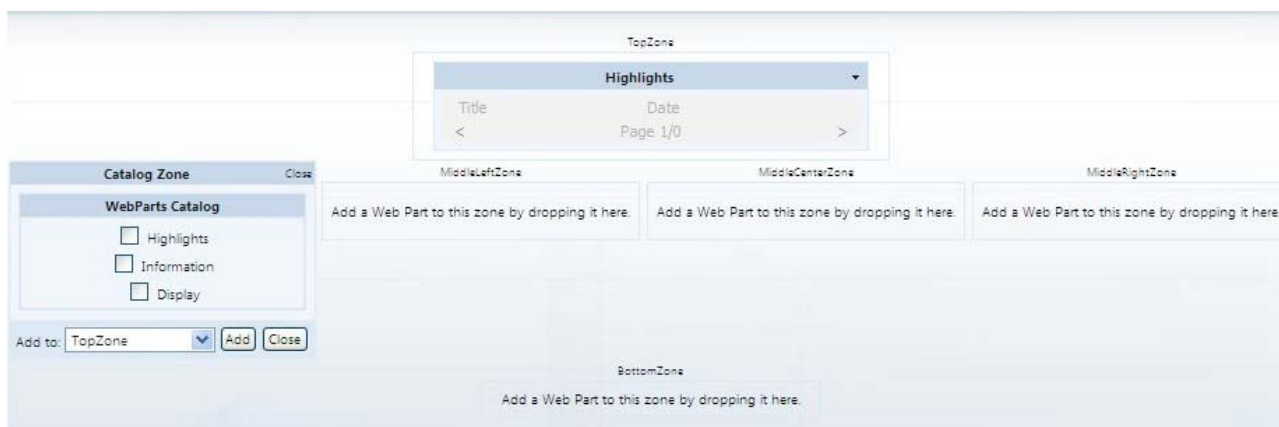 TopZone
Highlights
Title Date
< Page 1/0 >
Catalog Zone Close
WebParts Catalog
Highlights
Information
Display
Add to: TopZone Add Close
MiddleLeftZone
Add a Web Part to this zone by dropping it here.
MiddleCenterZone
Add a Web Part to this zone by dropping it here.
MiddleRightZone
Add a Web Part to this zone by dropping it here
BottomZone
Add a Web Part to this zone by dropping it here.